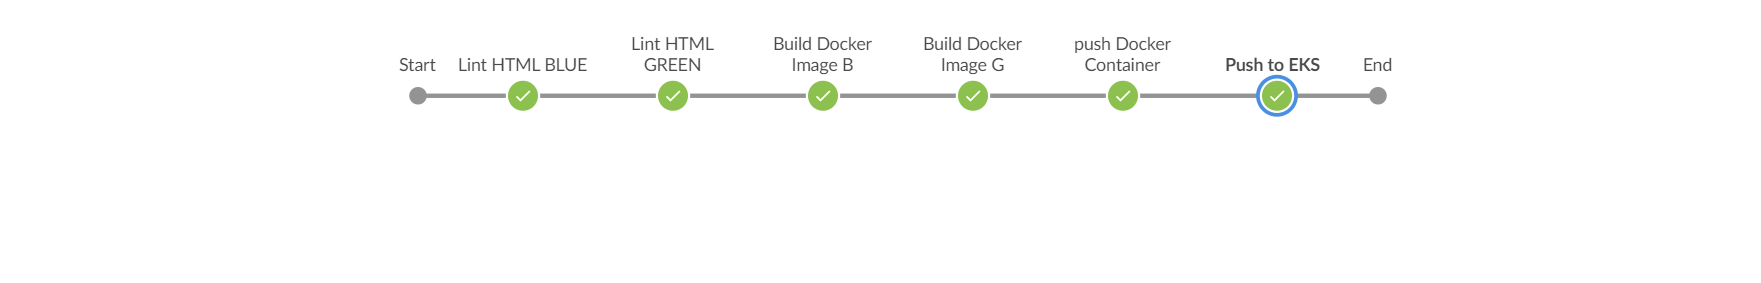 Start
Lint HTML BLUE
Lint HTML
GREEN
Build Docker
Image B
Build Docker
Image G
push Docker
Container
Push to EKS
End